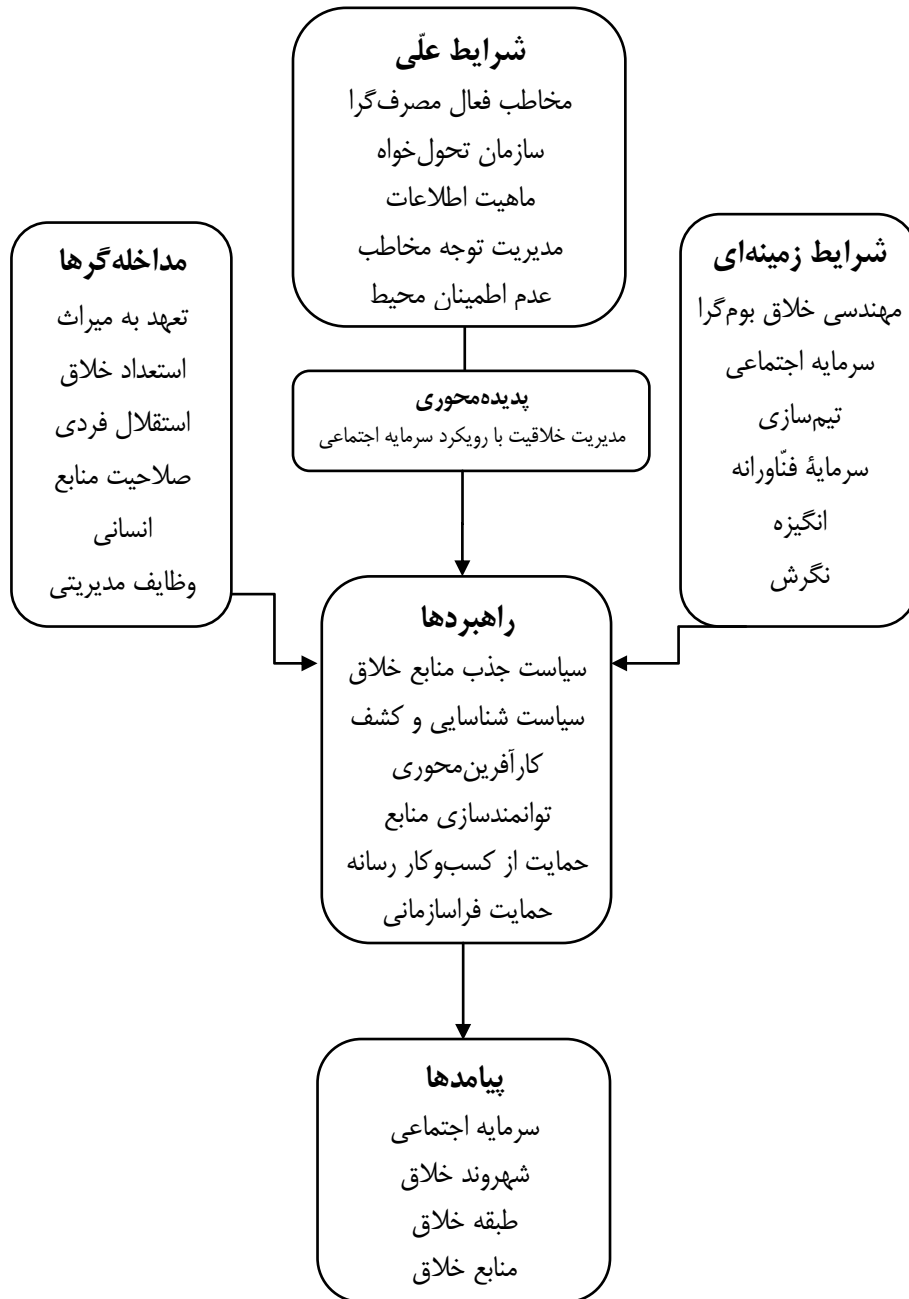 شرایط علّی
مخاطب فعال مصرف‌گرا
سازمان تحول‌خواه
ماهیت اطلاعات
مدیریت توجه مخاطب
عدم اطمینان محیط
شرایط زمینه‌ای
مهندسی خلاق بوم‌گرا
سرمایه اجتماعی
تیم‌سازی
سرمایۀ فنّاورانه
انگیزه
نگرش
مداخله‌گرها
تعهد به میراث
استعداد خلاق
استقلال فردی
صلاحیت منابع
انسانی
وظایف مدیریتی
پدیده‌محوری
مدیریت خلاقیت با رویکرد سرمایه اجتماعی
راهبردها
سیاست جذب منابع خلاق
سیاست شناسایی و کشف
کارآفرین‌محوری
توانمندسازی منابع
حمایت از کسب‌وکار رسانه
حمایت فراسازمانی
پیامدها
سرمایه اجتماعی
شهروند خلاق
طبقه خلاق
منابع خلاق